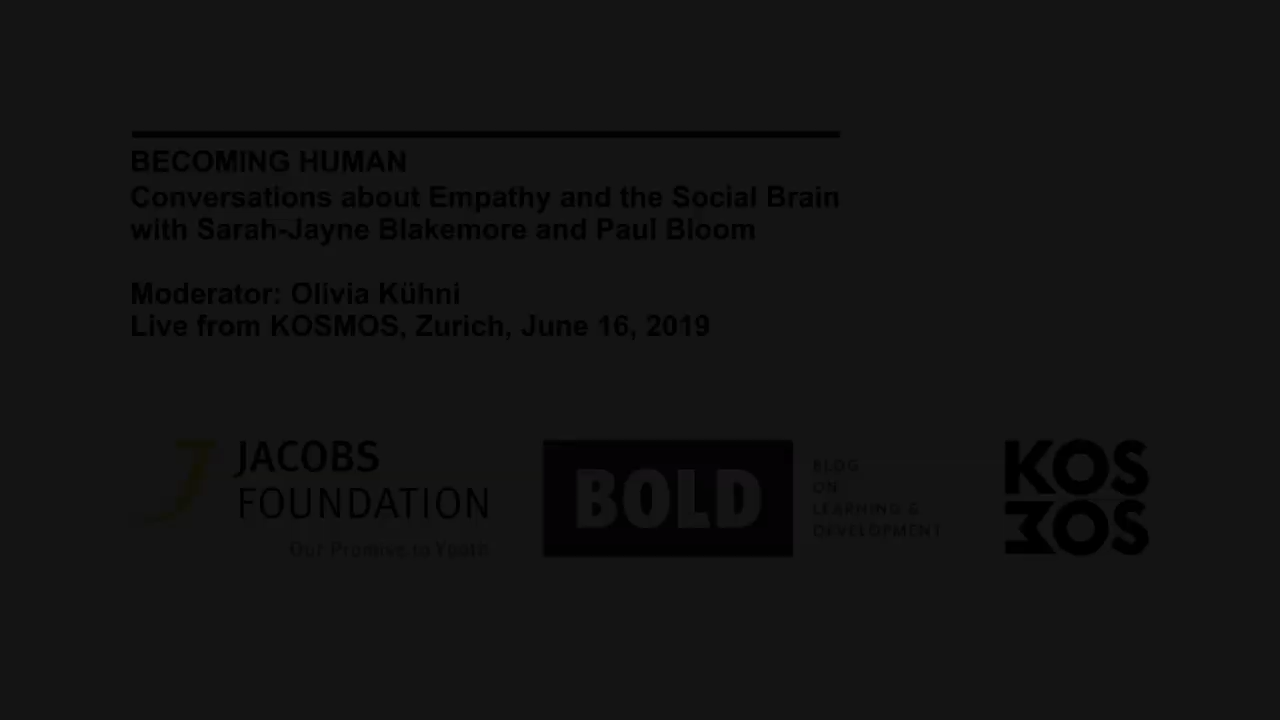 BECOMING HUMAN
Conversations about Empathy and the Social Brain
with Sarah-Jayne Blakemore and Paul Bloom
Moderator: Olivia Kühni
Live from KOSMOS, Zurich, June 16, 2019
JACOBS
FOUNDATION
Our Promise to Youth
BOLD
BLOG
ON
LEARNING &
DEVELOPMENT
KOS
MOS